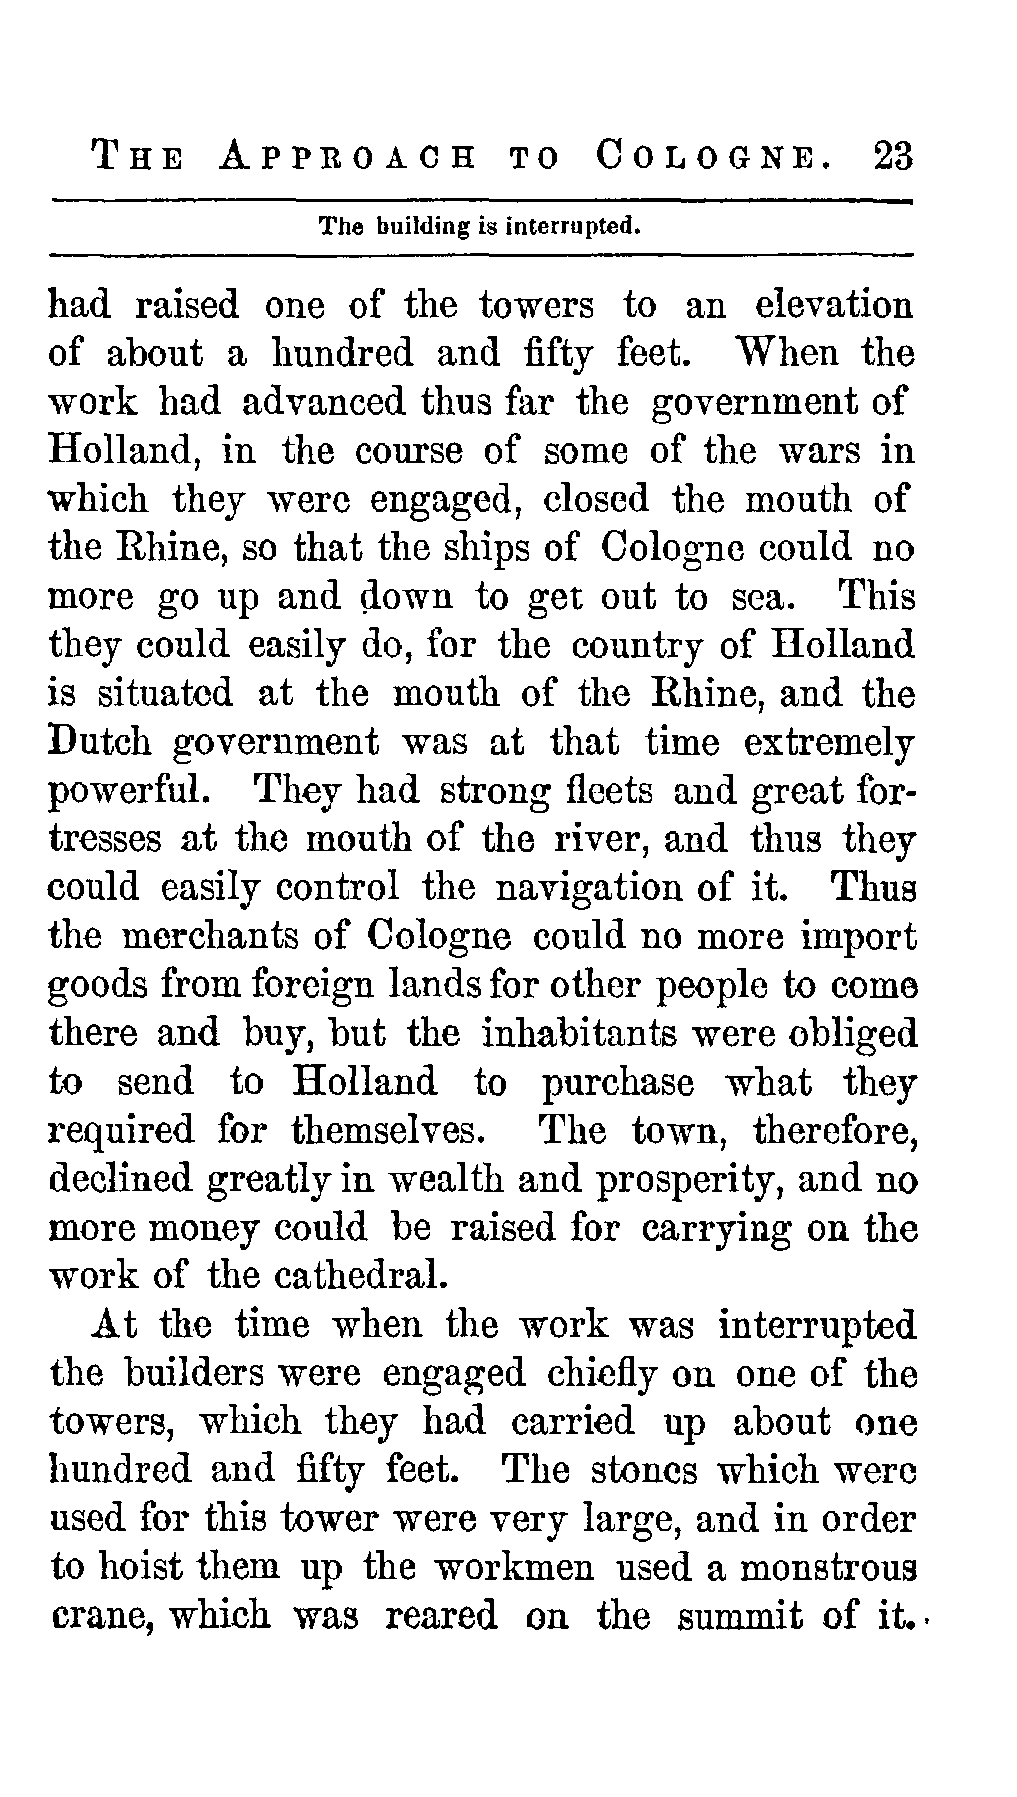 THE APPROACH TO COLOGNE. 23
The building is interrupted.
had raised one of the towers to an elevation
of about a hundred and fifty feet. When the
work had advanced thus far the government of
Holland, in the course of some of the wars in
which they were engaged, closed the mouth of
the Rhine, so that the ships of Cologne could no
more go up and down to get out to sea. This
they could easily do, for the country of Holland
is situated at the mouth of the Rhine, and the
Dutch government was at that time extremely
powerful. They had strong fleets and great for-
tresses at the mouth of the river, and thus they
could easily control the navigation of it. Thus
the merchants of Cologne could no more import
goods from foreign lands for other people to come
there and buy, but the inhabitants were obliged
to send to Holland to purchase what they
required for themselves. The town, therefore,
declined greatly in wealth and prosperity, and no
more money could be raised for carrying on the
work of the cathedral.
At the time when the work was interrupted
the builders were engaged chiefly on one of the
towers, which they had carried up about one
hundred and fifty feet. The stones which were
used for this tower were very large, and in order
to hoist them up the workmen used a monstrous
crane, which was reared on the summit of it.